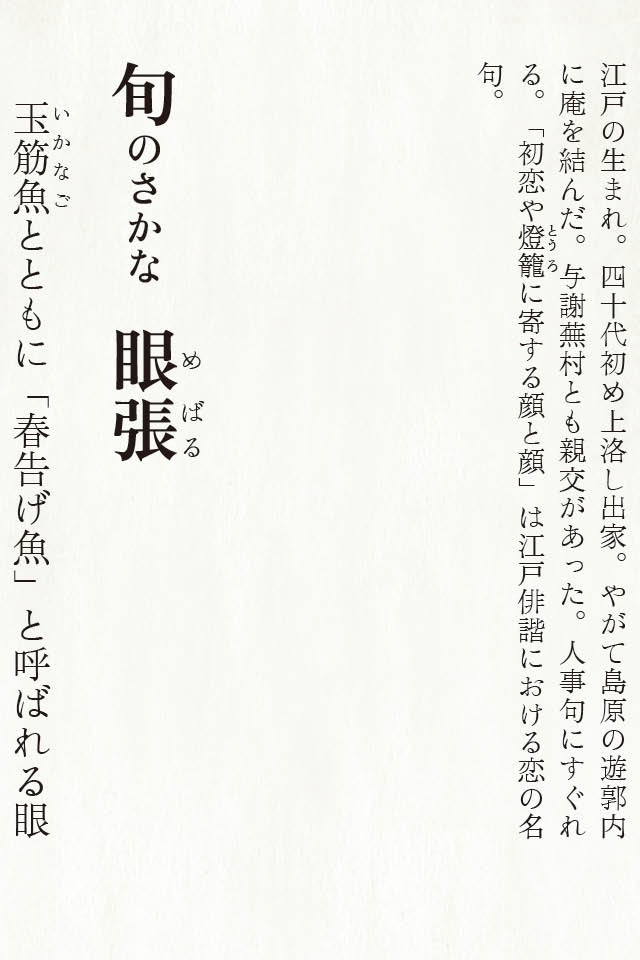 江戸の生まれ。四十代初め上洛し出家。やがて島原の遊郭内
に庵を結んだ。与謝蕪村とも親交があった。人事句にすぐれ
る。「初恋や燈籠に寄する顔と顔」は江戸俳諧における恋の名
とうろ
句。
旬のさかな 眼張
めばる
玉筋魚とともに「春告げ魚」と呼ばれる眼
いかなご